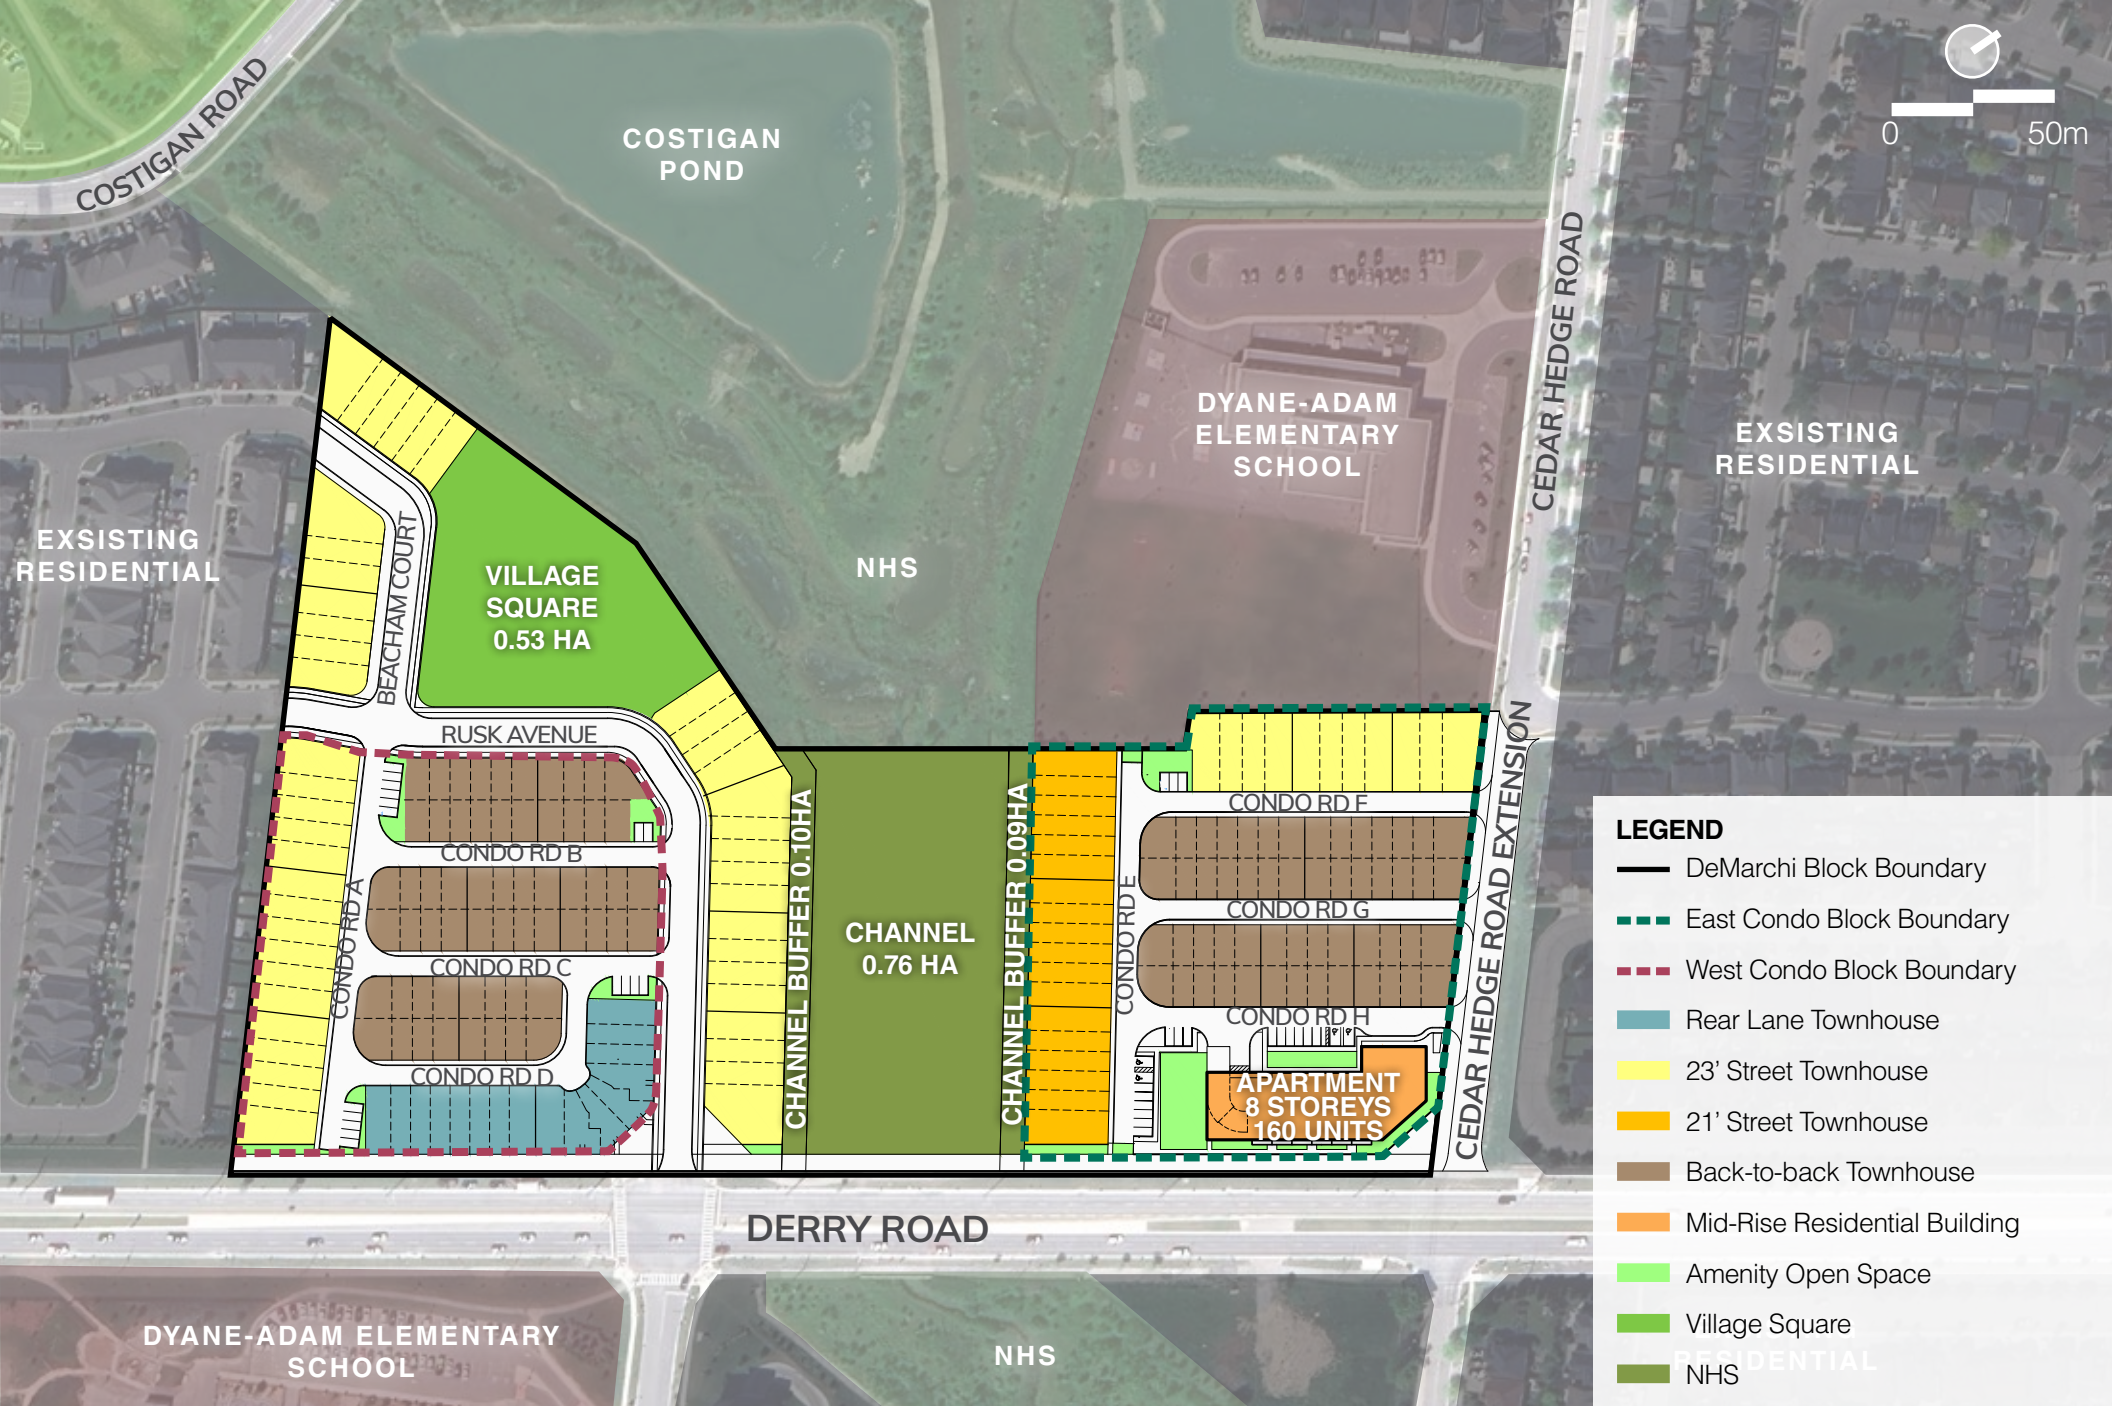 COSTIGAN ROAD
COSTIGAN
POND
0 50m
CEDAR HEDGE ROAD
DYANE-ADAM
ELEMENTARY
SCHOOL
EXSISTING
RESIDENTIAL
EXSISTING
RESIDENTIAL
NHS
BEACHAM COURT
VILLAGE
SQUARE
0.53 HA
RUSK AVENUE
CONDO RD A
CONDO RD B
CONDO RD C
CONDO RD D
CHANNEL BUFFER 0.10HA
CHANNEL
0.76 HA
CHANNEL BUFFER 0.09HA
CONDO RD E
CONDO RD F
CONDO RD G
CONDO RD H
APARTMENT
8 STOREYS
160 UNITS
CEDAR HEDGE ROAD EXTENSION
DERRY ROAD
DYANE-ADAM ELEMENTARY
SCHOOL
NHS
LEGEND
DeMarchi Block Boundary
East Condo Block Boundary
West Condo Block Boundary
Rear Lane Townhouse
23’ Street Townhouse
21’ Street Townhouse
Back-to-back Townhouse
Mid-Rise Residential Building
Amenity Open Space
Village Square
RESIDENTIAL
NHS